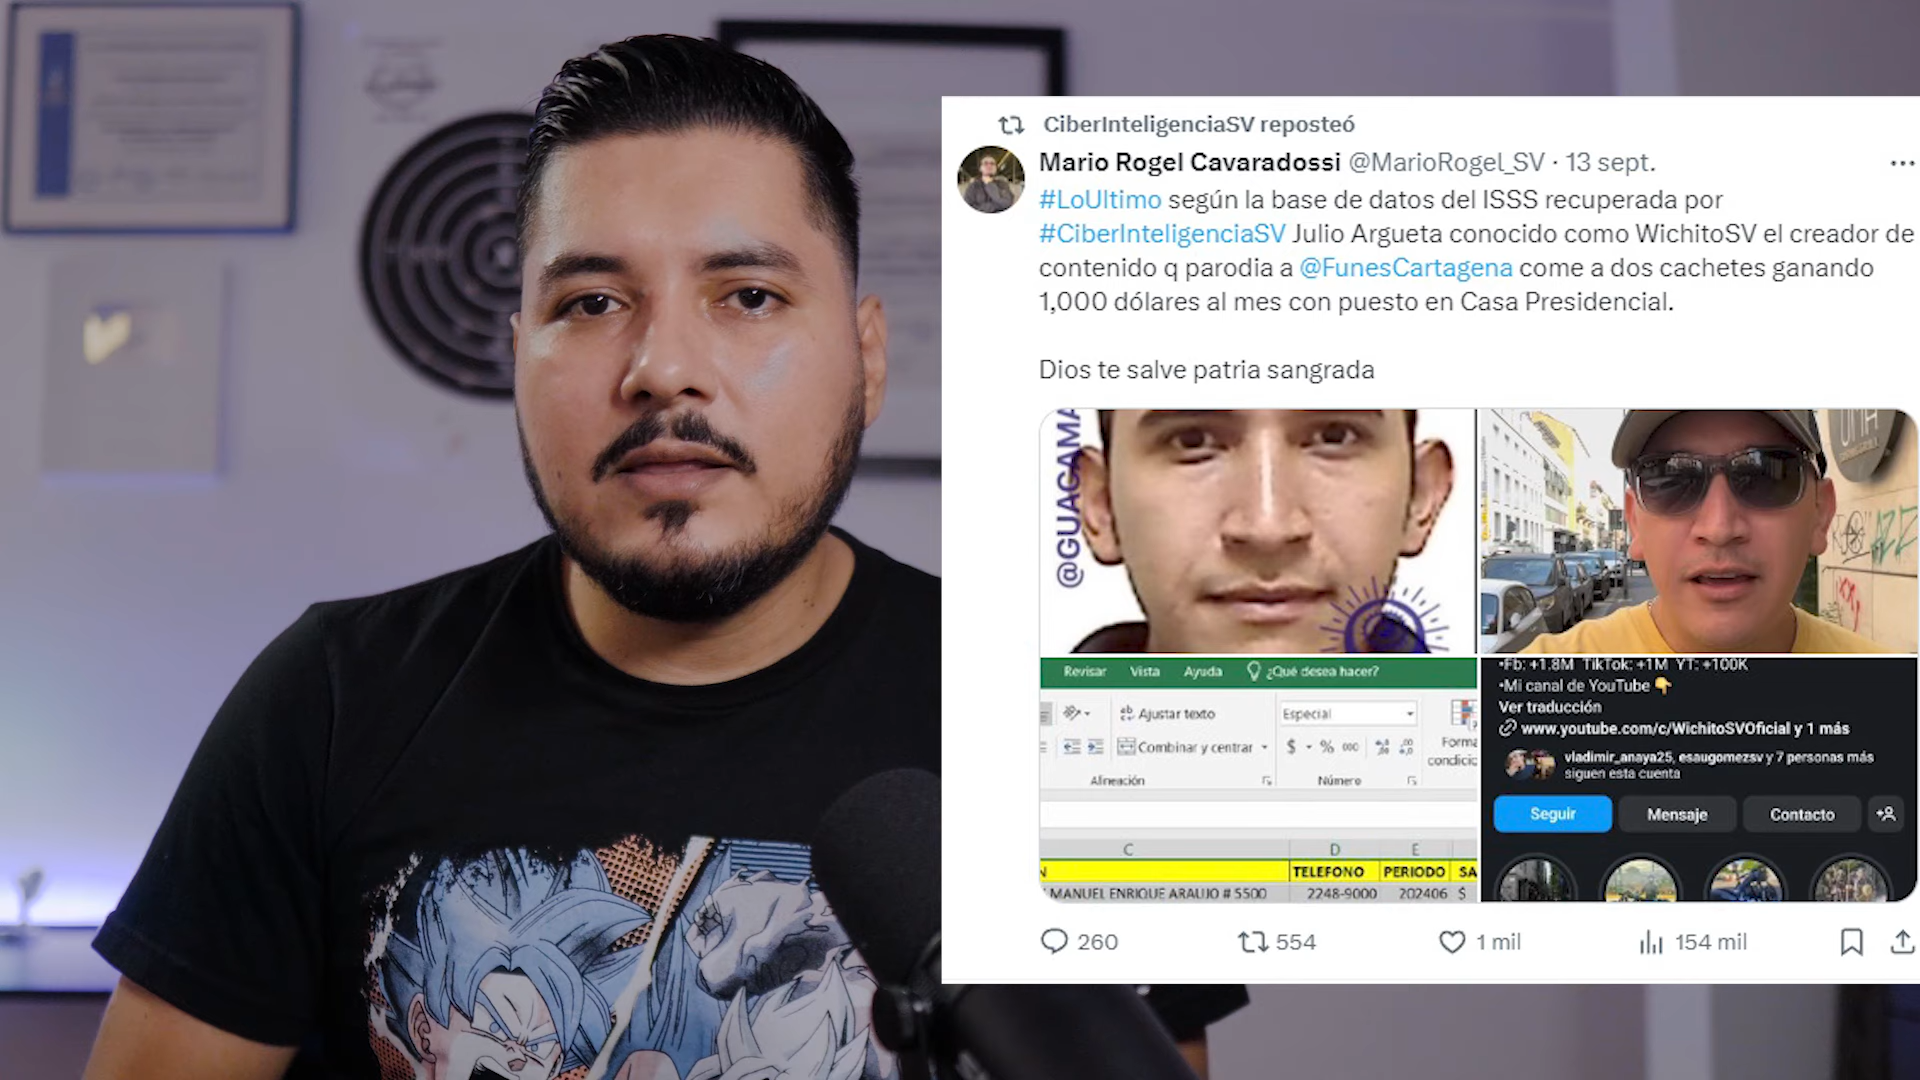 CiberInteligenciaSV reposteó
Mario Rogel Cavaradossi @MarioRogel_SV · 13 sept.
#LoUltimo según la base de datos del ISSS recuperada por
#CiberInteligenciaSV Julio Argueta conocido como WichitoSV el creador de
contenido q parodia a @FunesCartagena come a dos cachetes ganando
1,000 dólares al mes con puesto en Casa Presidencial.
Dios te salve patria sangrada
@GUAGAMA
Revisar Vista Ayuda ¿Qué desea hacer?
Ajustar texto
Especial
Combinar y centrar
$ % 000
Forma
condicio
Alineación
Número
C D E
N TELEFONO PERIODO SA
MANUEL ENRIQUE ARAUJO # 5500 2248-9000 202406 $
•Fb: +1.8M TikTok: +1M YT: +100K
•Mi canal de YouTube 👇
Ver traducción
www.youtube.com/c/WichitoSVOficial y 1 más
vladimir_anaya25, esaugomezsv y 7 personas más
siguen esta cuenta
Seguir Mensaje Contacto
260 554 1 mil 154 mil